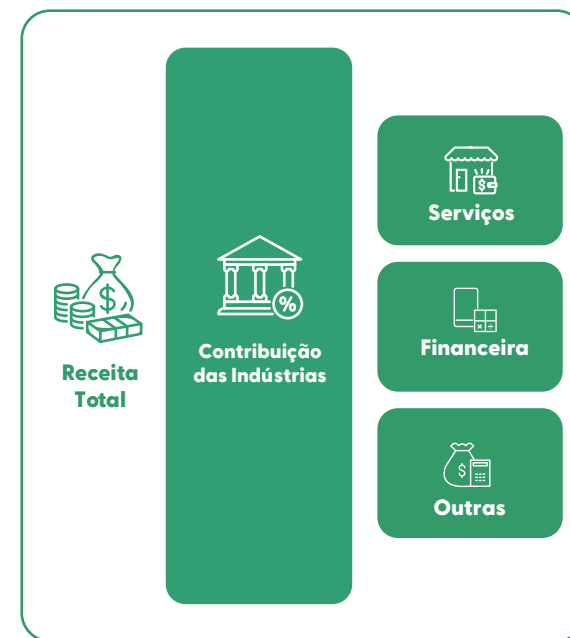 Receita
Total
Contribuição
das Indústrias
Serviços
Financeira
Outras